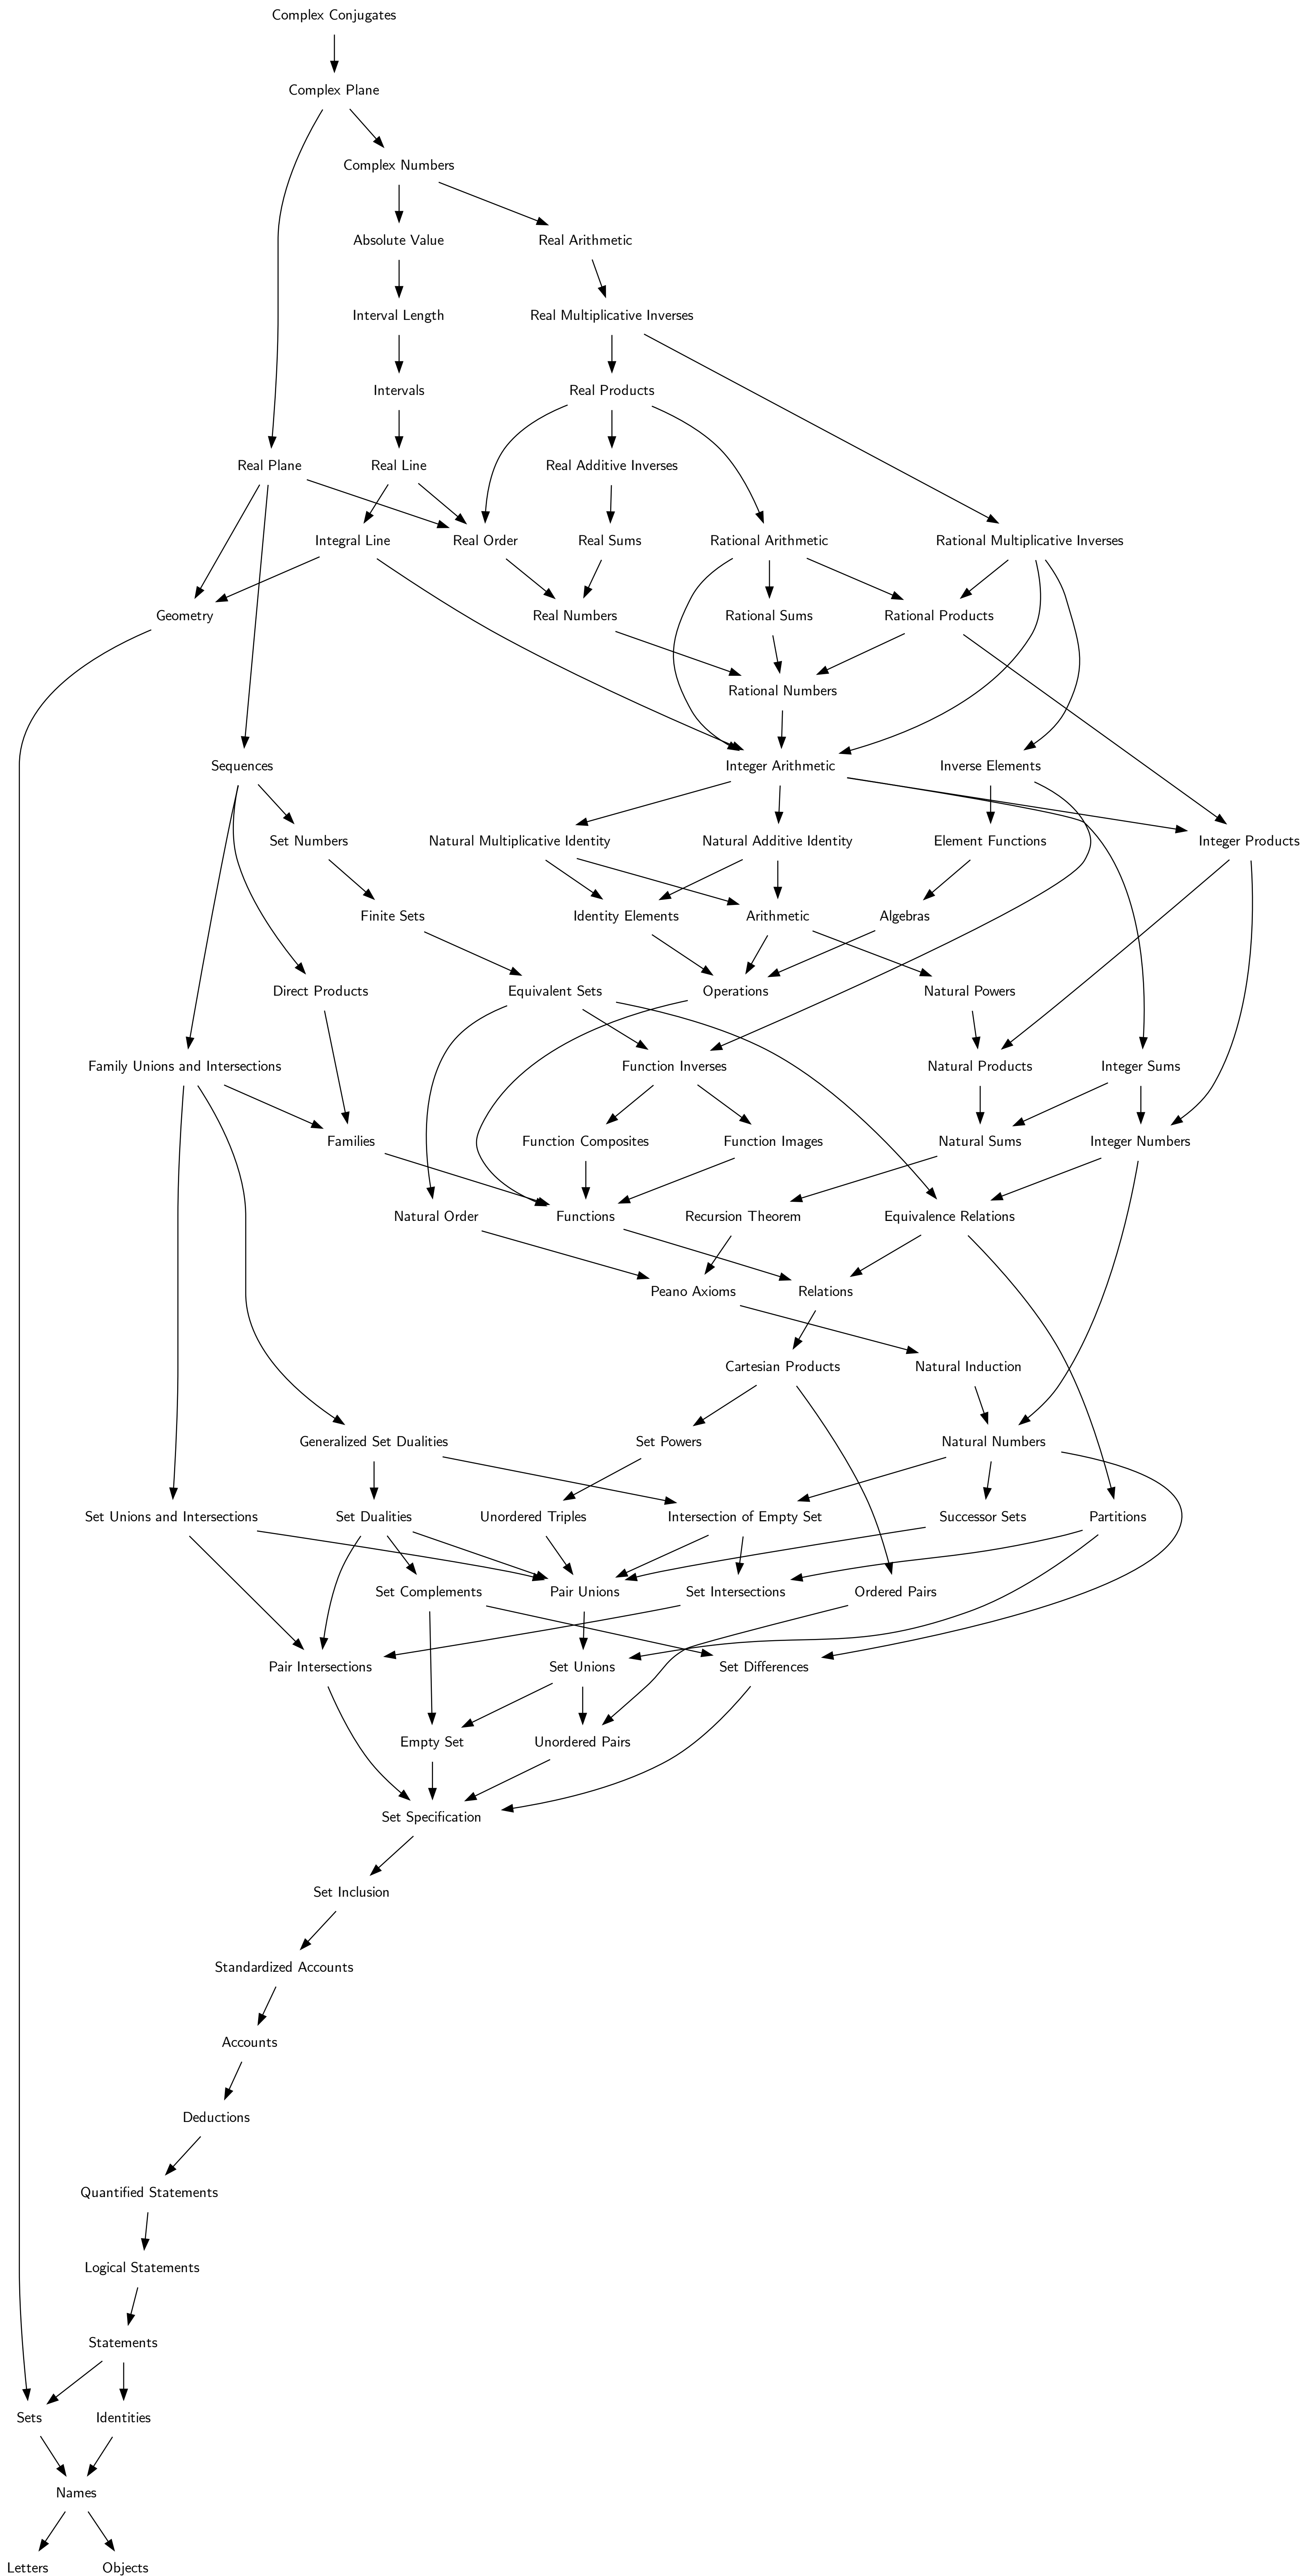 Complex Conjugates
Complex Plane
Complex Numbers
Absolute Value
Real Arithmetic
Interval Length
Real Multiplicative Inverses
Intervals
Real Products
Real Plane
Real Line
Real Additive Inverses
Integral Line
Real Order
Real Sums
Rational Arithmetic
Rational Multiplicative Inverses
Geometry
Real Numbers
Rational Sums
Rational Products
Rational Numbers
Sequences
Integer Arithmetic
Inverse Elements
Set Numbers
Natural Multiplicative Identity
Natural Additive Identity
Element Functions
Integer Products
Finite Sets
Identity Elements
Arithmetic
Algebras
Direct Products
Equivalent Sets
Operations
Natural Powers
Family Unions and Intersections
Function Inverses
Natural Products
Integer Sums
Families
Function Composites
Function Images
Natural Sums
Integer Numbers
Natural Order
Functions
Recursion Theorem
Equivalence Relations
Peano Axioms
Relations
Cartesian Products
Natural Induction
Generalized Set Dualities
Set Powers
Natural Numbers
Set Unions and Intersections
Set Dualities
Unordered Triples
Intersection of Empty Set
Successor Sets
Partitions
Set Complements
Pair Unions
Set Intersections
Ordered Pairs
Pair Intersections
Set Unions
Set Differences
Empty Set
Unordered Pairs
Set Specification
Set Inclusion
Standardized Accounts
Accounts
Deductions
Quantified Statements
Logical Statements
Statements
Sets
Identities
Names
Letters
Objects